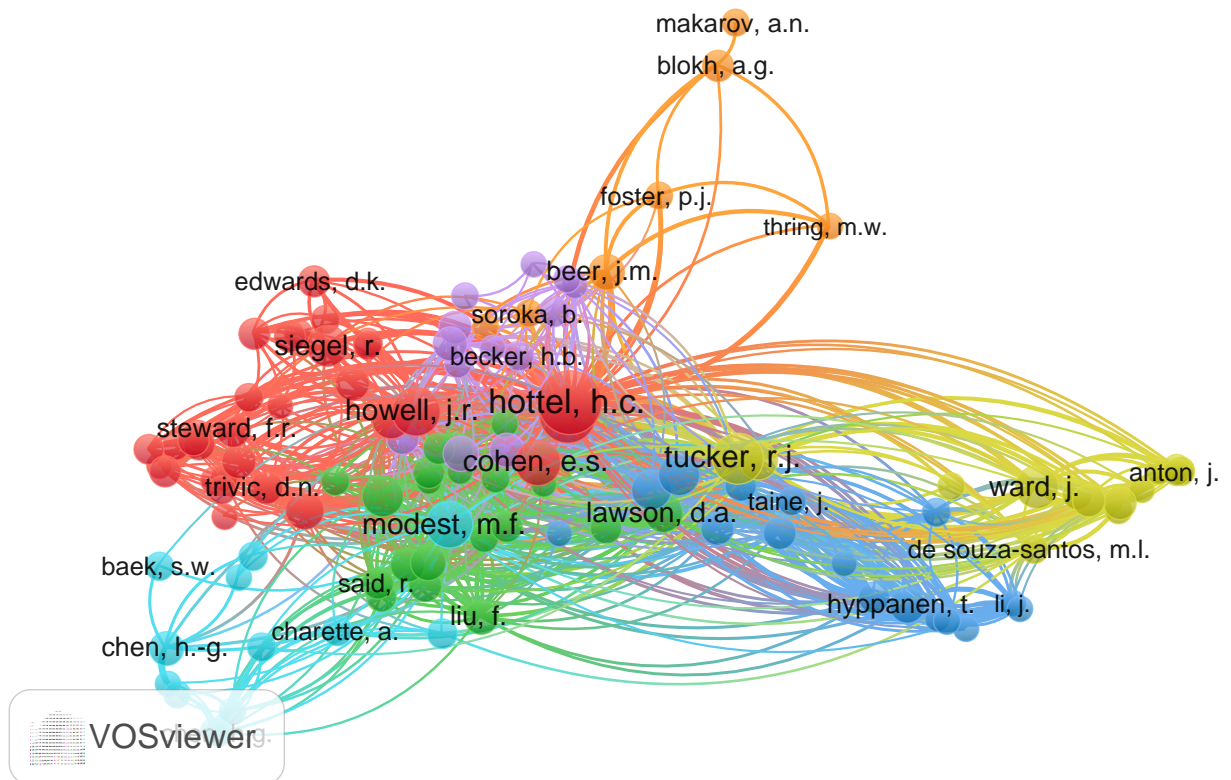 makarov, a.n.
blokh, a.g.
foster, p.j.
thring, m.w.
beer, j.m.
edwards, d.k.
soroka, b.
siegel, r.
becker, h.b.
hottel, h.c.
howell, j.r.
steward, f.r.
cohen, e.s.
tucker, r.j.
anton, j.
trivic, d.n.
ward, j.
taine, j.
modest, m.f.
lawson, d.a.
de souza-santos, m.l.
baek, s.w.
said, r.
hyppanen, t.
li, j.
liu, f.
charette, a.
chen, h.-g.
VOSviewer